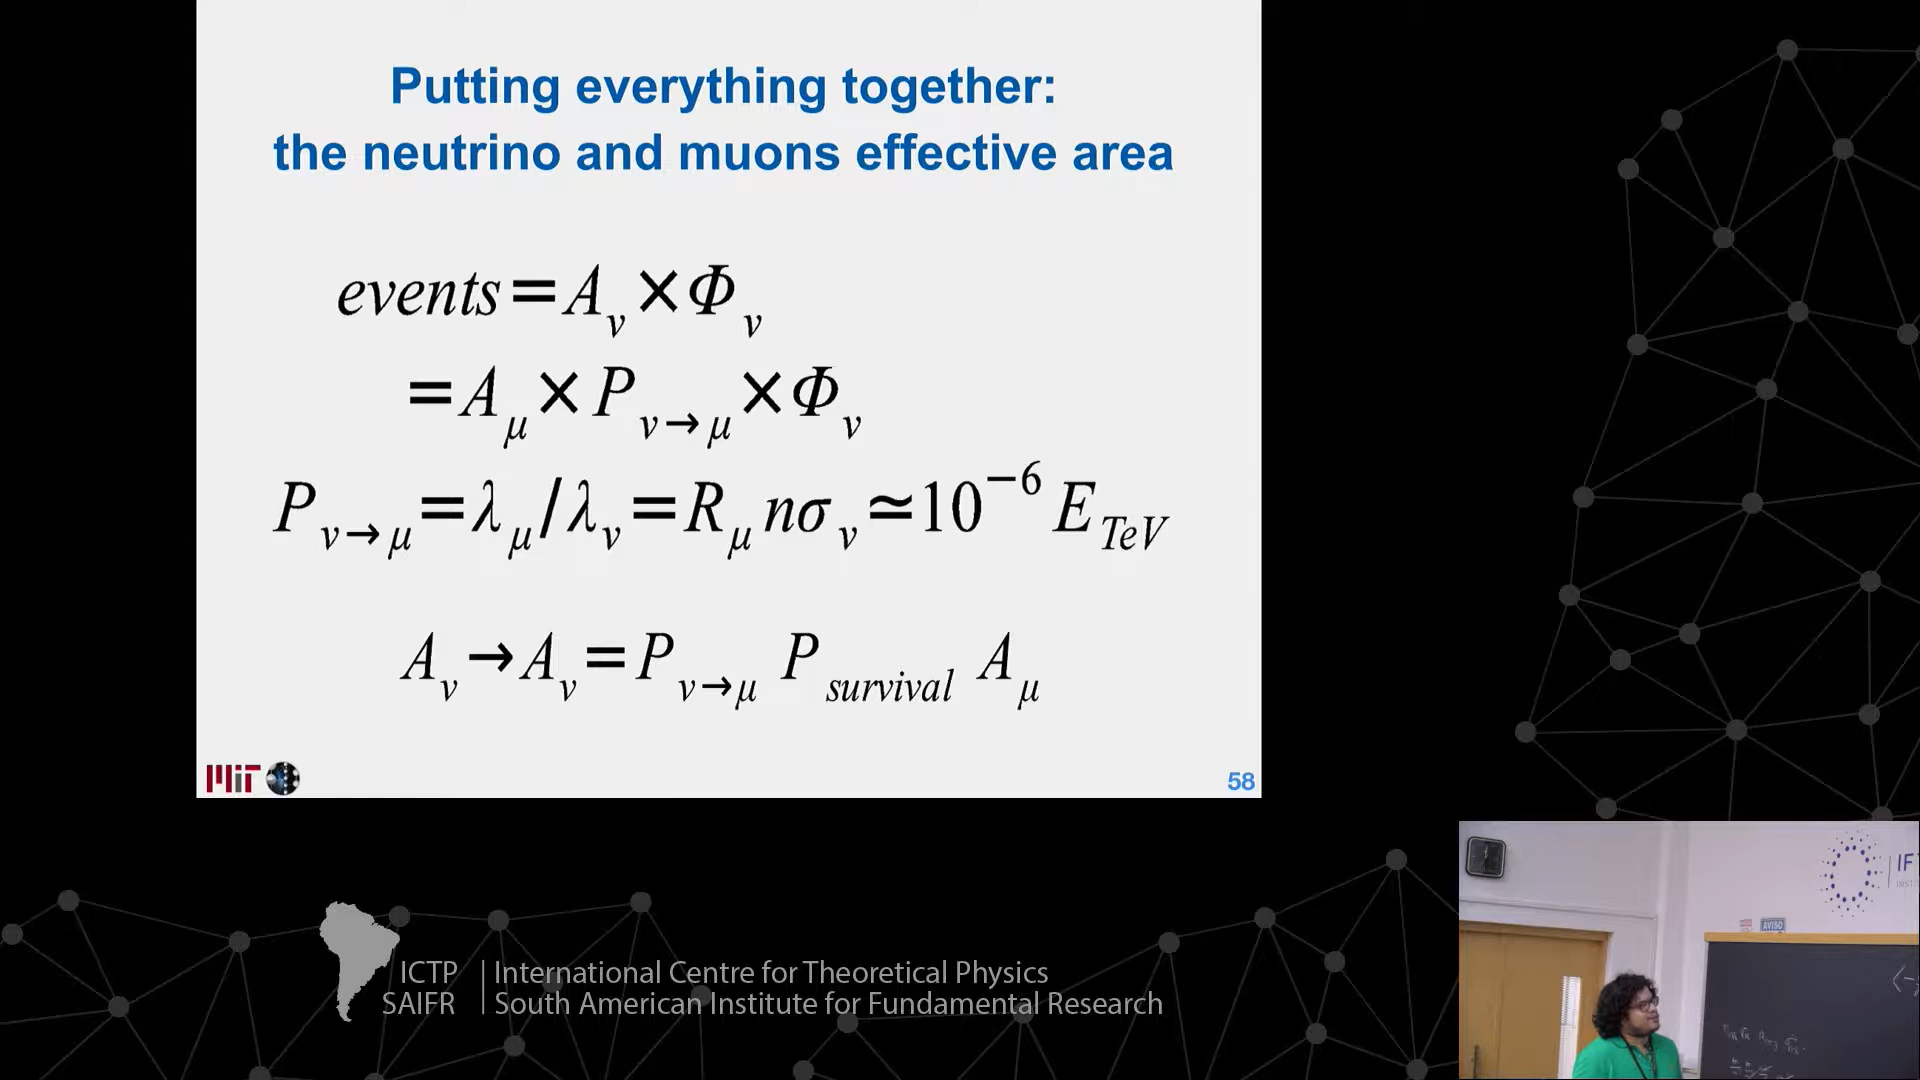 Putting everything together:
the neutrino and muons effective area
events = A_ν × Φ_ν
= A_μ × P_ν→μ × Φ_ν
P_ν→μ = λ_μ / λ_ν = R_μ nσ_ν ≃ 10⁻⁶ E_TeV
A_ν → A_ν = P_ν→μ P_survival A_μ
MiT
58
ICTP | International Centre for Theoretical Physics
SAIFR | South American Institute for Fundamental Research
AVISO